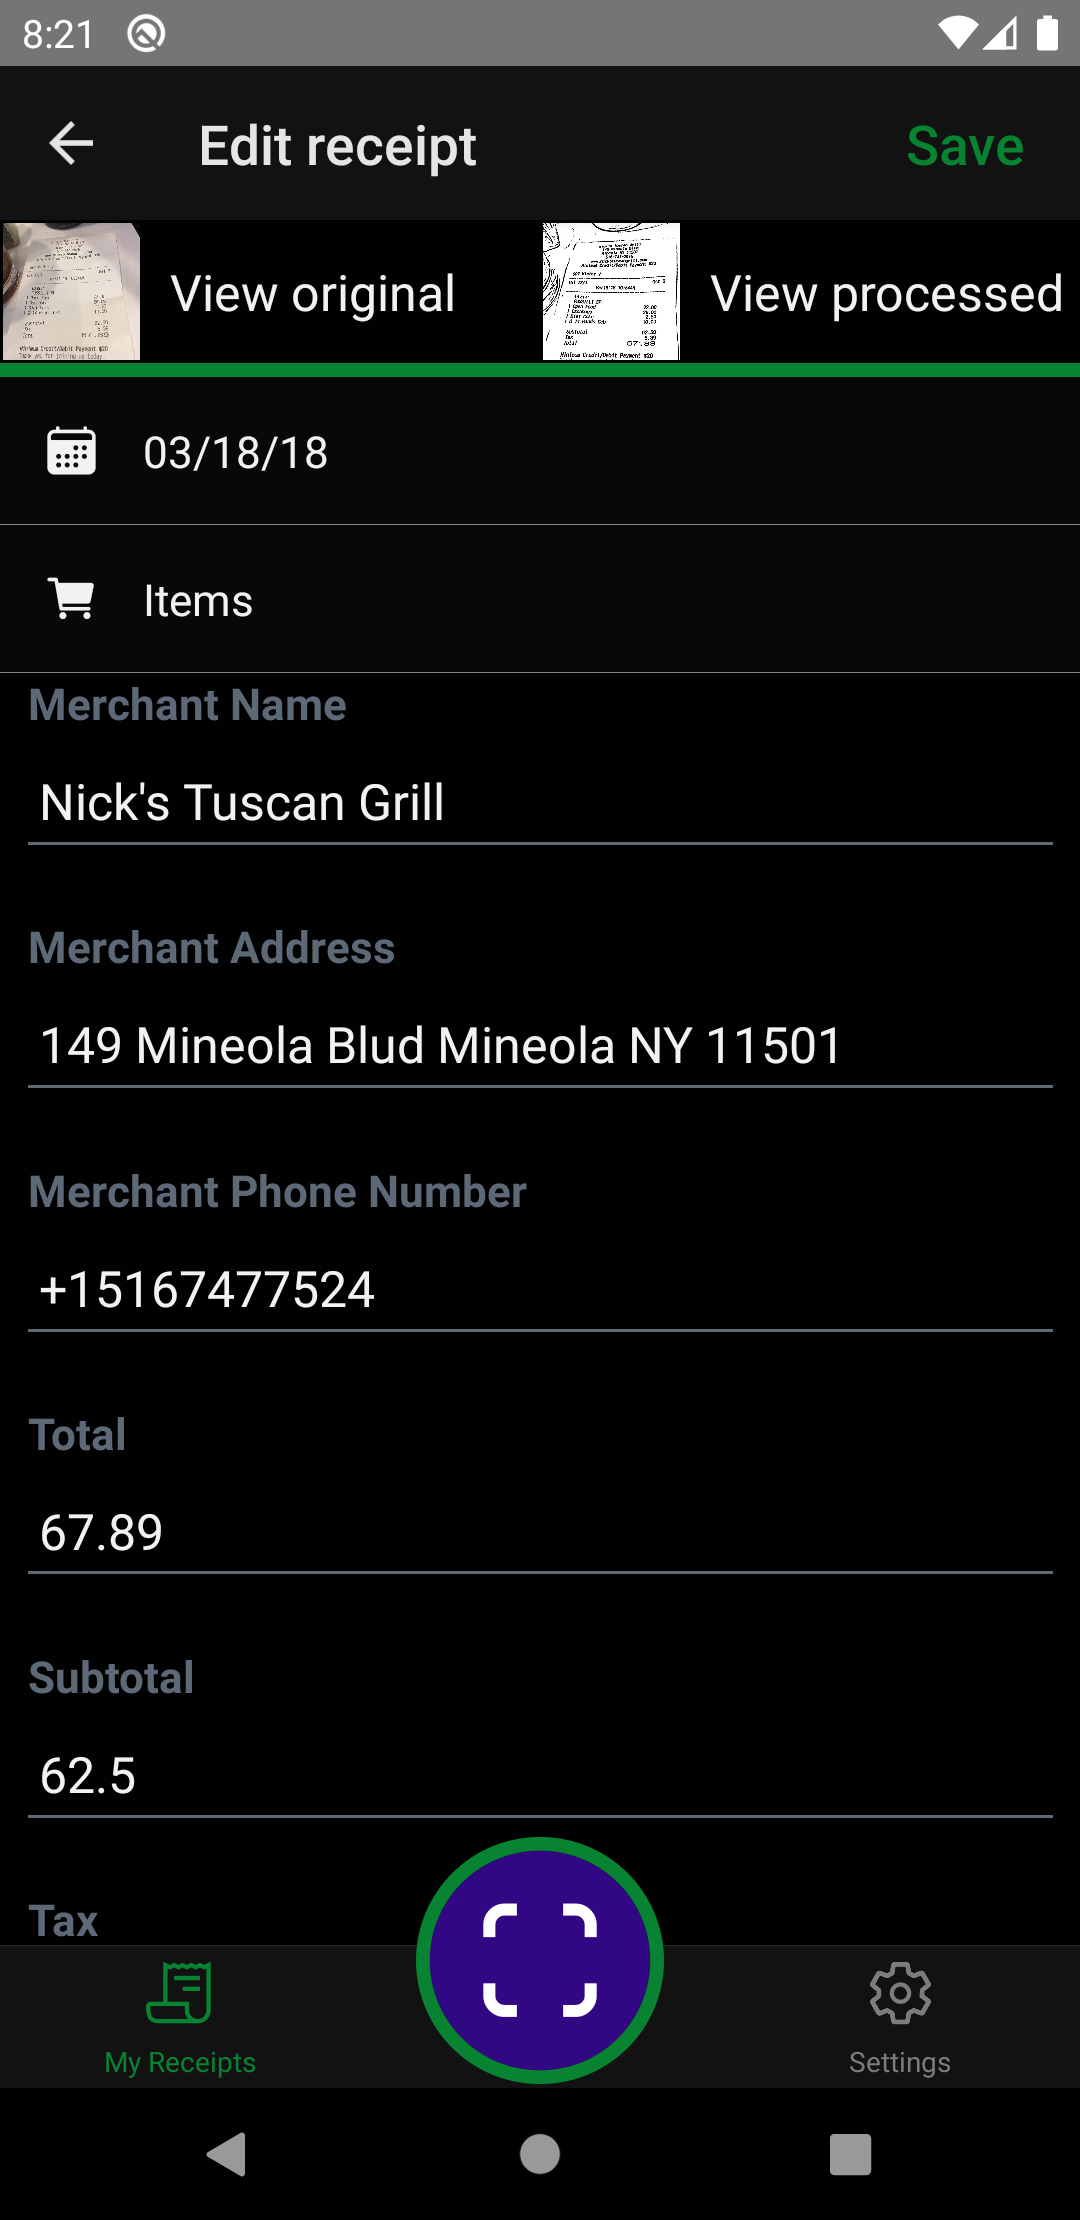 8:21
Edit receipt
Save
View original
View processed
03/18/18
Items
Merchant Name
Nick's Tuscan Grill
Merchant Address
149 Mineola Blud Mineola NY 11501
Merchant Phone Number
+15167477524
Total
67.89
Subtotal
62.5
Tax
My Receipts
Settings